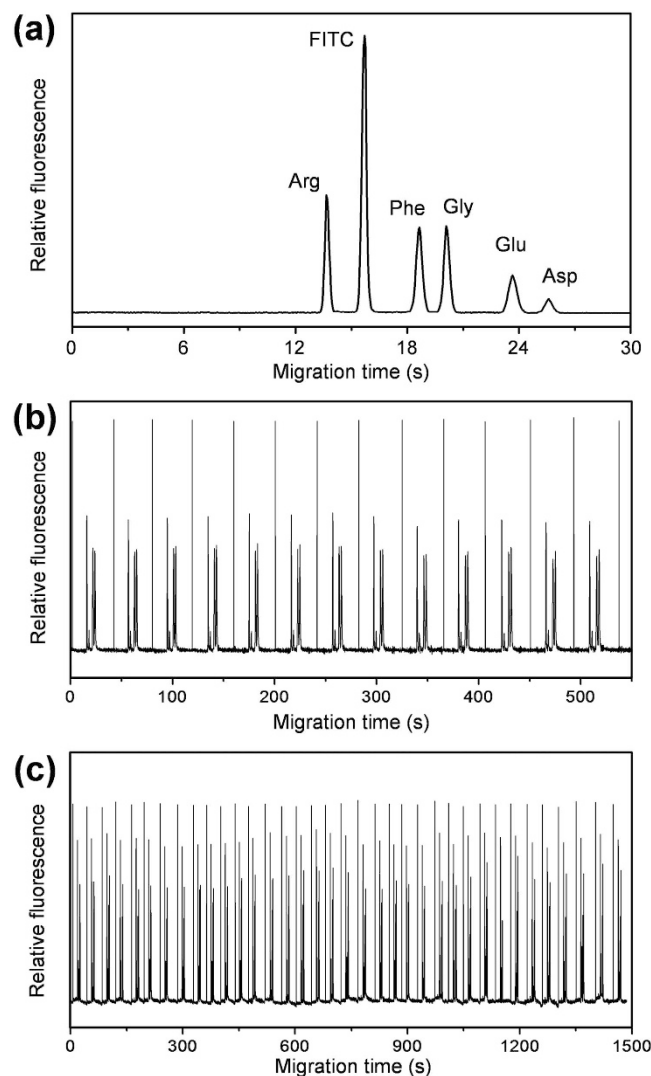 (a)
Relative fluorescence
FITC
Arg
Phe
Gly
Glu
Asp
0 6 12 18 24 30
Migration time (s)
(b)
Relative fluorescence
0 100 200 300 400 500
Migration time (s)
(c)
Relative fluorescence
0 300 600 900 1200 1500
Migration time (s)